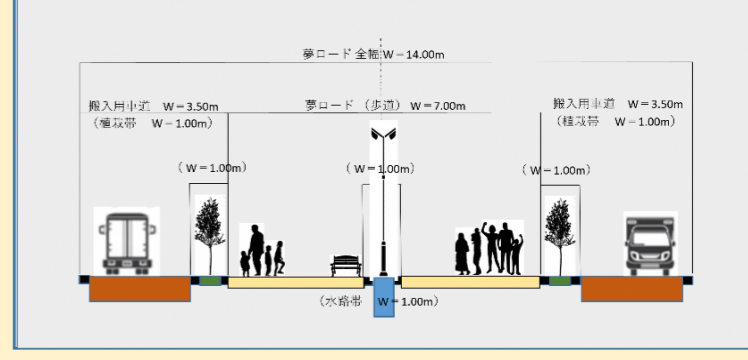 夢ロード 全幅 W=14.00m
搬入用車道 W=3.50m
(植栽帯 W=1.00m)
夢ロード (歩道) W=7.00m
搬入用車道 W=3.50m
(植栽帯 W=1.00m)
(W=1.00m)
(W=1.00m)
(W=1.00m)
(水路帯 W=1.00m)